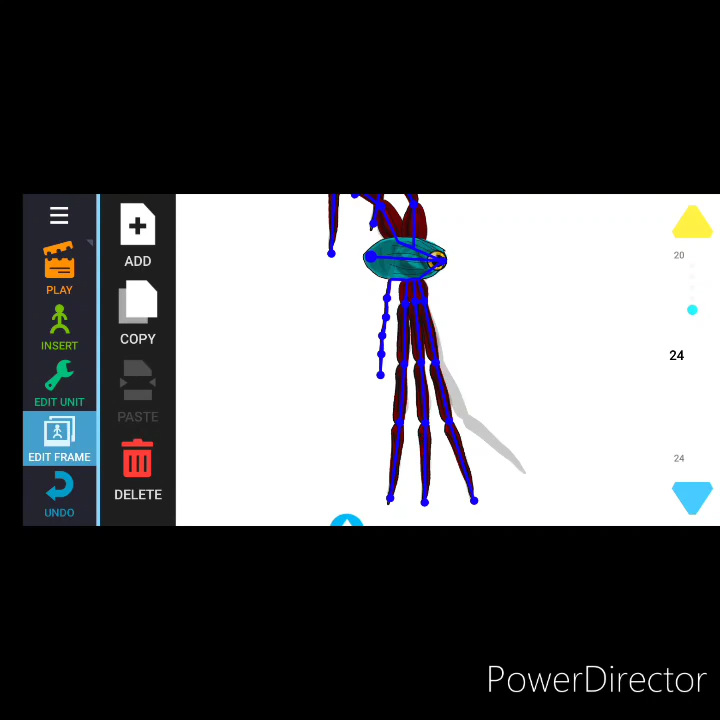 PLAY
INSERT
EDIT UNIT
EDIT FRAME
UNDO
ADD
COPY
PASTE
DELETE
20
24
24
PowerDirector